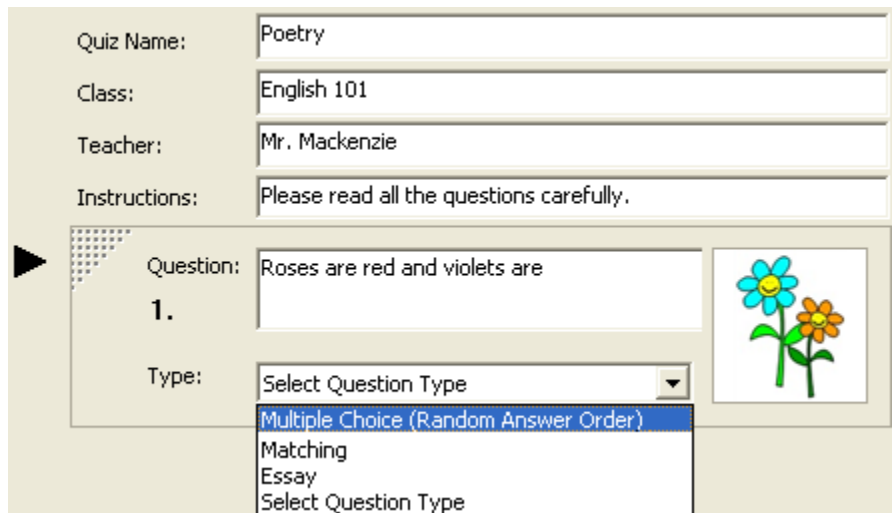 Quiz Name: Poetry
Class: English 101
Teacher: Mr. Mackenzie
Instructions: Please read all the questions carefully.
Question: Roses are red and violets are
1.
Type: Select Question Type
Multiple Choice (Random Answer Order)
Matching
Essay
Select Question Type